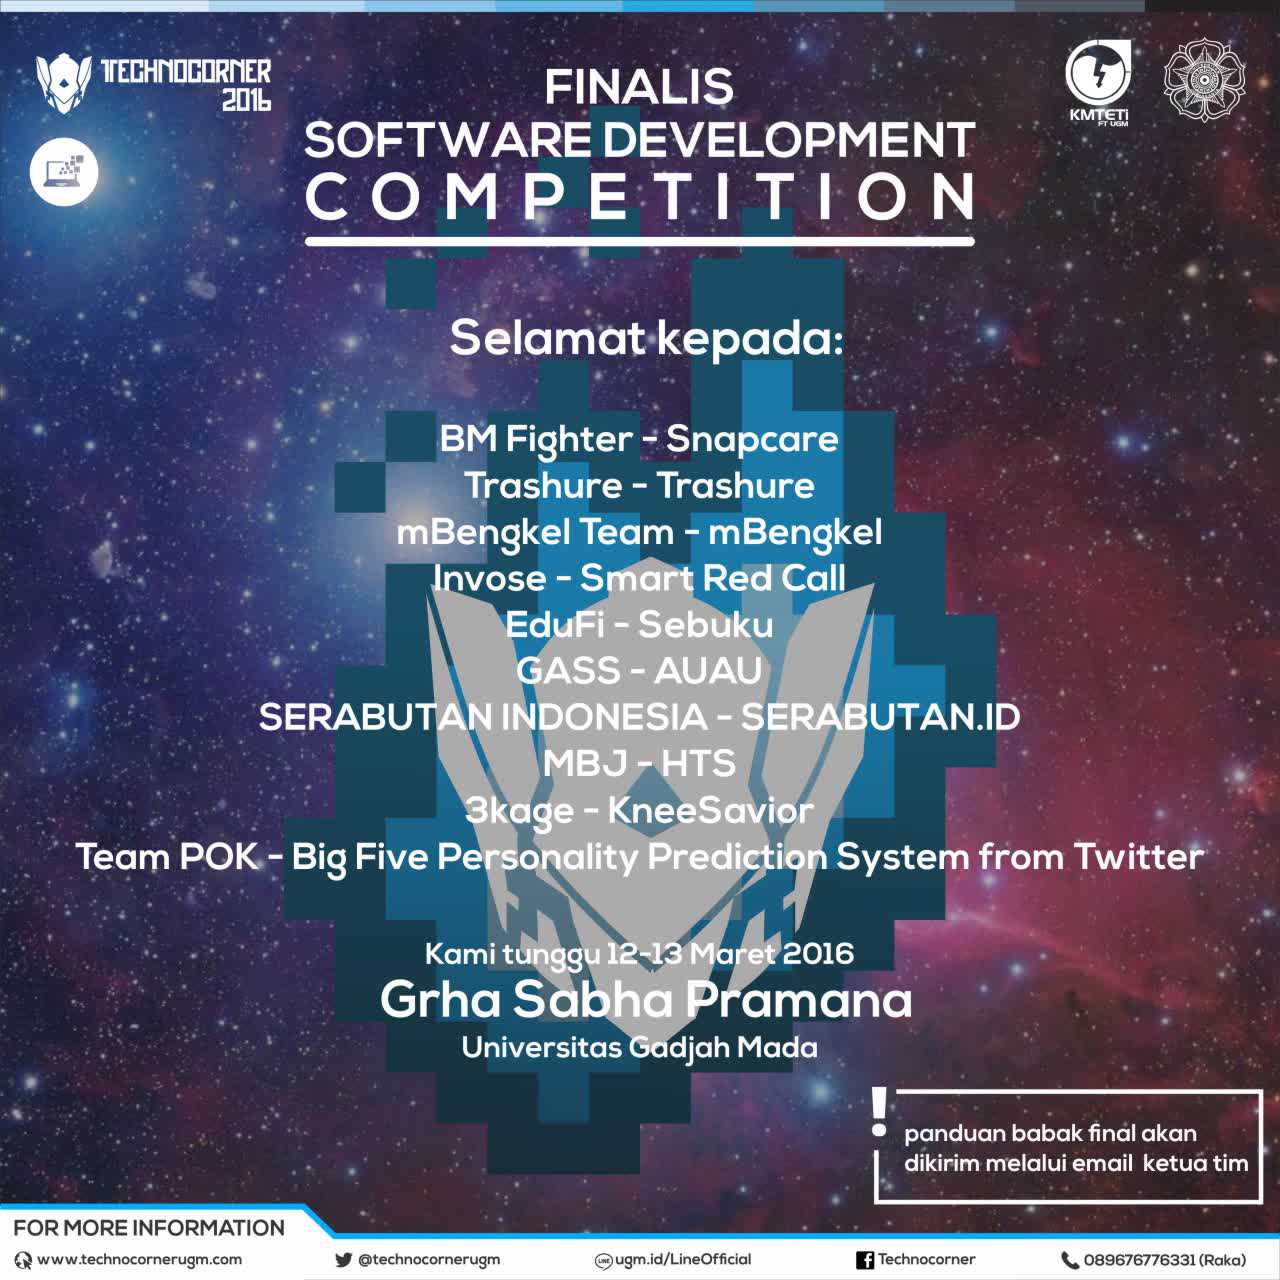 TECHNOCORNER
2016
KMTETi
FT UGM
FINALIS
SOFTWARE DEVELOPMENT
COMPETITION
Selamat kepada:
BM Fighter - Snapcare
Trashure - Trashure
mBengkel Team - mBengkel
Invose - Smart Red Call
EduFi - Sebuku
GASS - AUAU
SERABUTAN INDONESIA - SERABUTAN.ID
MBJ - HTS
3kage - KneeSavior
Team POK - Big Five Personality Prediction System from Twitter
Kami tunggu 12-13 Maret 2016
Grha Sabha Pramana
Universitas Gadjah Mada
!
panduan babak final akan
dikirim melalui email ketua tim
FOR MORE INFORMATION
www.technocornerugm.com
@technocornerugm
LINE ugm.id/LineOfficial
Technocorner
089676776331 (Raka)